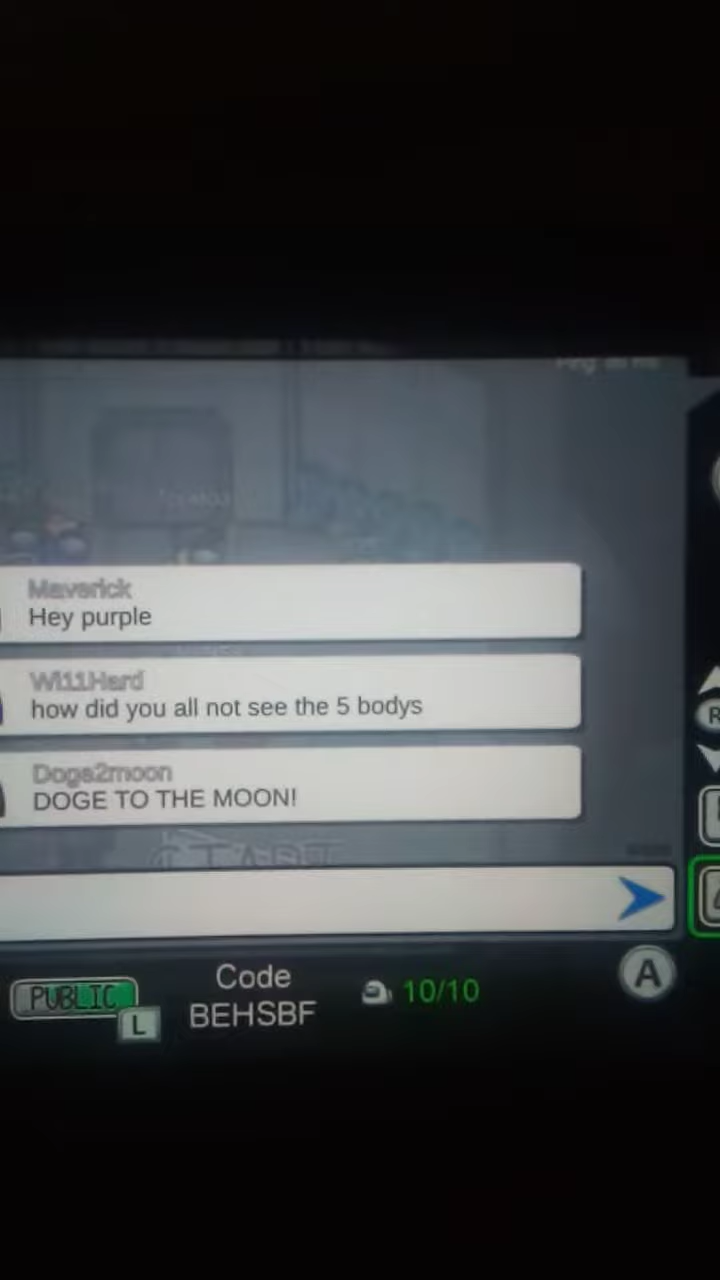 Maverick
Hey purple
Wi11Hard
how did you all not see the 5 bodys
Doge2moon
DOGE TO THE MOON!
START
PUBLIC
L
Code
BEHSBF
10/10
A
R